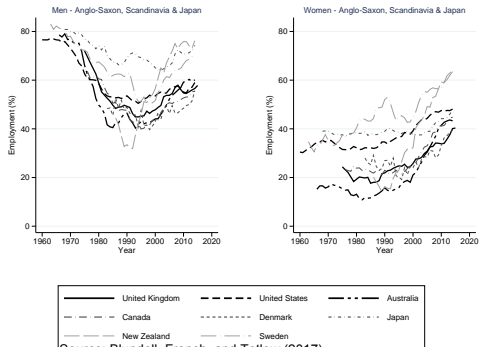 Men - Anglo-Saxon, Scandinavia & Japan
Employment (%)
80
60
40
20
0
1960 1970 1980 1990 2000 2010 2020
Year
Women - Anglo-Saxon, Scandinavia & Japan
Employment (%)
80
60
40
20
0
1960 1970 1980 1990 2000 2010 2020
Year
United Kingdom United States Australia
Canada Denmark Japan
New Zealand Sweden
Source: Blundell, French, and Tetlow (2017)